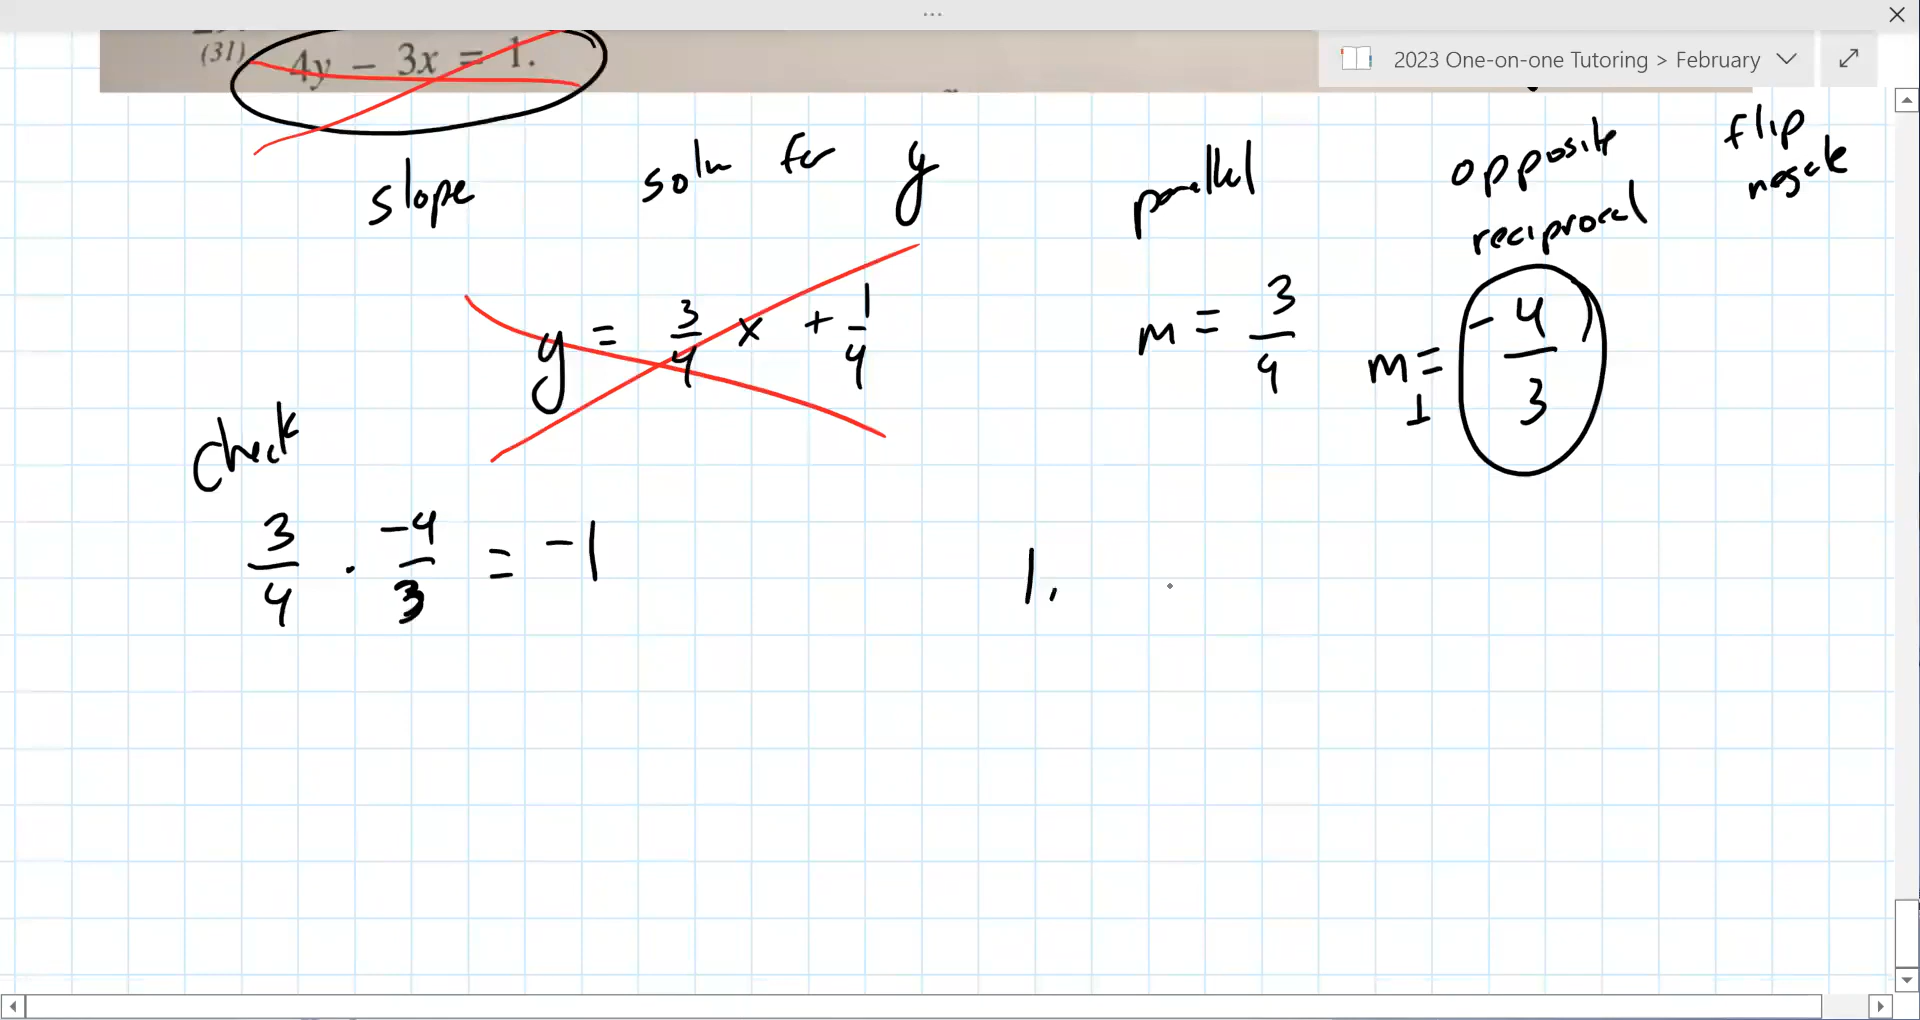 (31) 4y − 3x = 1.
2023 One-on-one Tutoring > February
slope
solve for y
parallel
opposite
reciprocal
flip
negate
y = 3/4 x + 1/4
m = 3/4
m⊥ = -4/3
check
3/4 · -4/3 = -1
1.